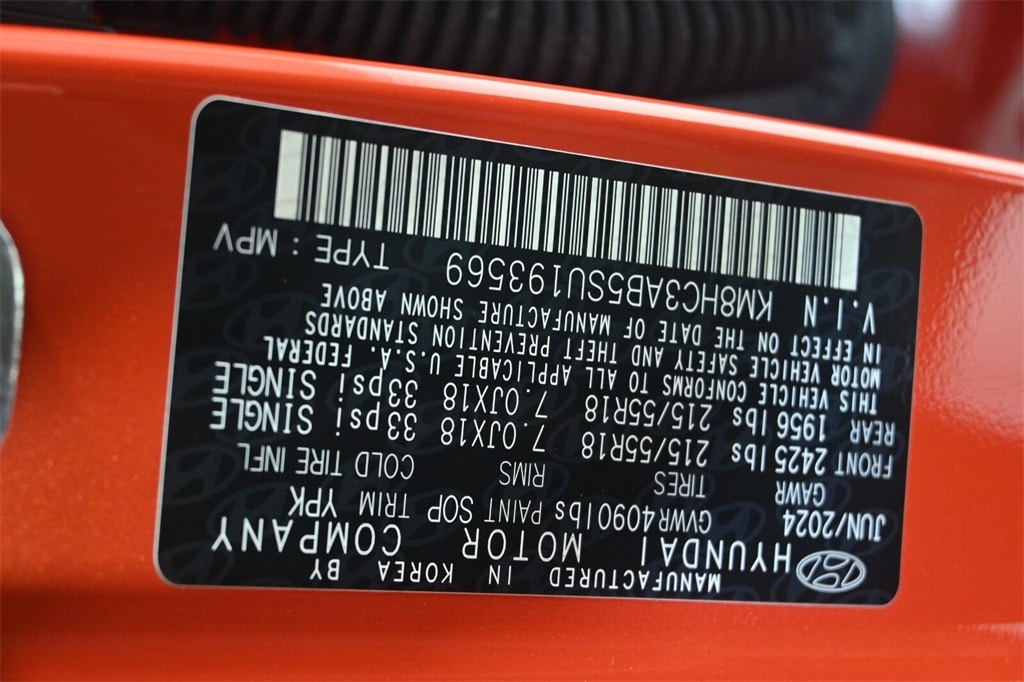 MANUFACTURED IN KOREA BY
HYUNDAI MOTOR COMPANY
JUN/2024 GVWR 4090lbs PAINT SOP TRIM YPK
GAWR TIRES RIMS COLD TIRE INFL
FRONT 2425lbs 215/55R18 7.0JX18 33psi SINGLE
REAR 1956lbs 215/55R18 7.0JX18 33psi SINGLE
THIS VEHICLE CONFORMS TO ALL APPLICABLE U.S.A. FEDERAL
MOTOR VEHICLE SAFETY AND THEFT PREVENTION STANDARDS
IN EFFECT ON THE DATE OF MANUFACTURE SHOWN ABOVE
V.I.N KM8HC3AB5SU193569 TYPE : MPV